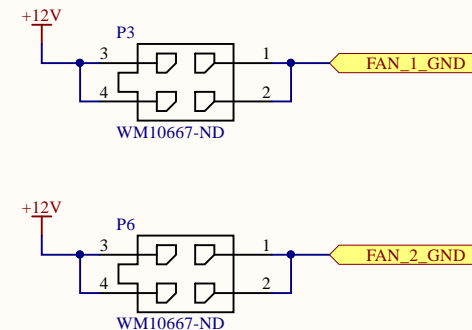 +12V
P3
3 1
FAN_1_GND
4 2
WM10667-ND
+12V
P6
3 1
FAN_2_GND
4 2
WM10667-ND